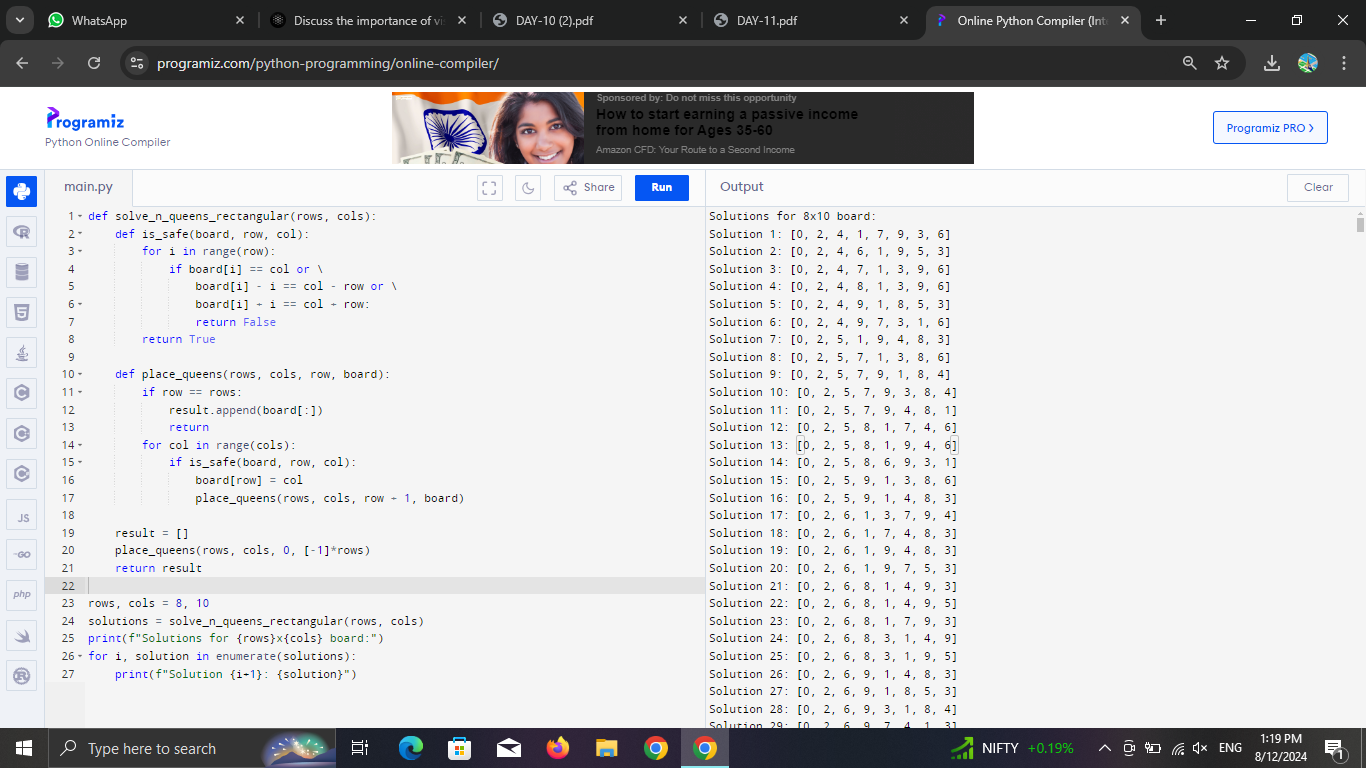 WhatsApp
Discuss the importance of vi
DAY-10 (2).pdf
DAY-11.pdf
Online Python Compiler (Int
programiz.com/python-programming/online-compiler/
Programiz
Python Online Compiler
Sponsored by: Do not miss this opportunity
How to start earning a passive income
from home for Ages 35-60
Amazon CFD: Your Route to a Second Income
Programiz PRO
main.py
Share
Run
Output
Clear
1 def solve_n_queens_rectangular(rows, cols):
2     def is_safe(board, row, col):
3         for i in range(row):
4             if board[i] == col or \
5                 board[i] - i == col - row or \
6                 board[i] + i == col + row:
7                 return False
8         return True
9
10     def place_queens(rows, cols, row, board):
11         if row == rows:
12             result.append(board[:])
13             return
14         for col in range(cols):
15             if is_safe(board, row, col):
16                 board[row] = col
17                 place_queens(rows, cols, row + 1, board)
18
19     result = []
20     place_queens(rows, cols, 0, [-1]*rows)
21     return result
22
23 rows, cols = 8, 10
24 solutions = solve_n_queens_rectangular(rows, cols)
25 print(f"Solutions for {rows}x{cols} board:")
26 for i, solution in enumerate(solutions):
27     print(f"Solution {i+1}: {solution}")
Solutions for 8x10 board:
Solution 1: [0, 2, 4, 1, 7, 9, 3, 6]
Solution 2: [0, 2, 4, 6, 1, 9, 5, 3]
Solution 3: [0, 2, 4, 7, 1, 3, 9, 6]
Solution 4: [0, 2, 4, 8, 1, 3, 9, 6]
Solution 5: [0, 2, 4, 9, 1, 8, 5, 3]
Solution 6: [0, 2, 4, 9, 7, 3, 1, 6]
Solution 7: [0, 2, 5, 1, 9, 4, 8, 3]
Solution 8: [0, 2, 5, 7, 1, 3, 8, 6]
Solution 9: [0, 2, 5, 7, 9, 1, 8, 4]
Solution 10: [0, 2, 5, 7, 9, 3, 8, 4]
Solution 11: [0, 2, 5, 7, 9, 4, 8, 1]
Solution 12: [0, 2, 5, 8, 1, 7, 4, 6]
Solution 13: [0, 2, 5, 8, 1, 9, 4, 6]
Solution 14: [0, 2, 5, 8, 6, 9, 3, 1]
Solution 15: [0, 2, 5, 9, 1, 3, 8, 6]
Solution 16: [0, 2, 5, 9, 1, 4, 8, 3]
Solution 17: [0, 2, 6, 1, 3, 7, 9, 4]
Solution 18: [0, 2, 6, 1, 7, 4, 8, 3]
Solution 19: [0, 2, 6, 1, 9, 4, 8, 3]
Solution 20: [0, 2, 6, 1, 9, 7, 5, 3]
Solution 21: [0, 2, 6, 8, 1, 4, 9, 3]
Solution 22: [0, 2, 6, 8, 1, 4, 9, 5]
Solution 23: [0, 2, 6, 8, 1, 7, 9, 3]
Solution 24: [0, 2, 6, 8, 3, 1, 4, 9]
Solution 25: [0, 2, 6, 8, 3, 1, 9, 5]
Solution 26: [0, 2, 6, 9, 1, 4, 8, 3]
Solution 27: [0, 2, 6, 9, 1, 8, 5, 3]
Solution 28: [0, 2, 6, 9, 3, 1, 8, 4]
Solution 29: [0, 2, 6, 9, 7, 4, 1, 3]
JS
-GO
php
Type here to search
NIFTY +0.19%
ENG
1:19 PM
8/12/2024
1